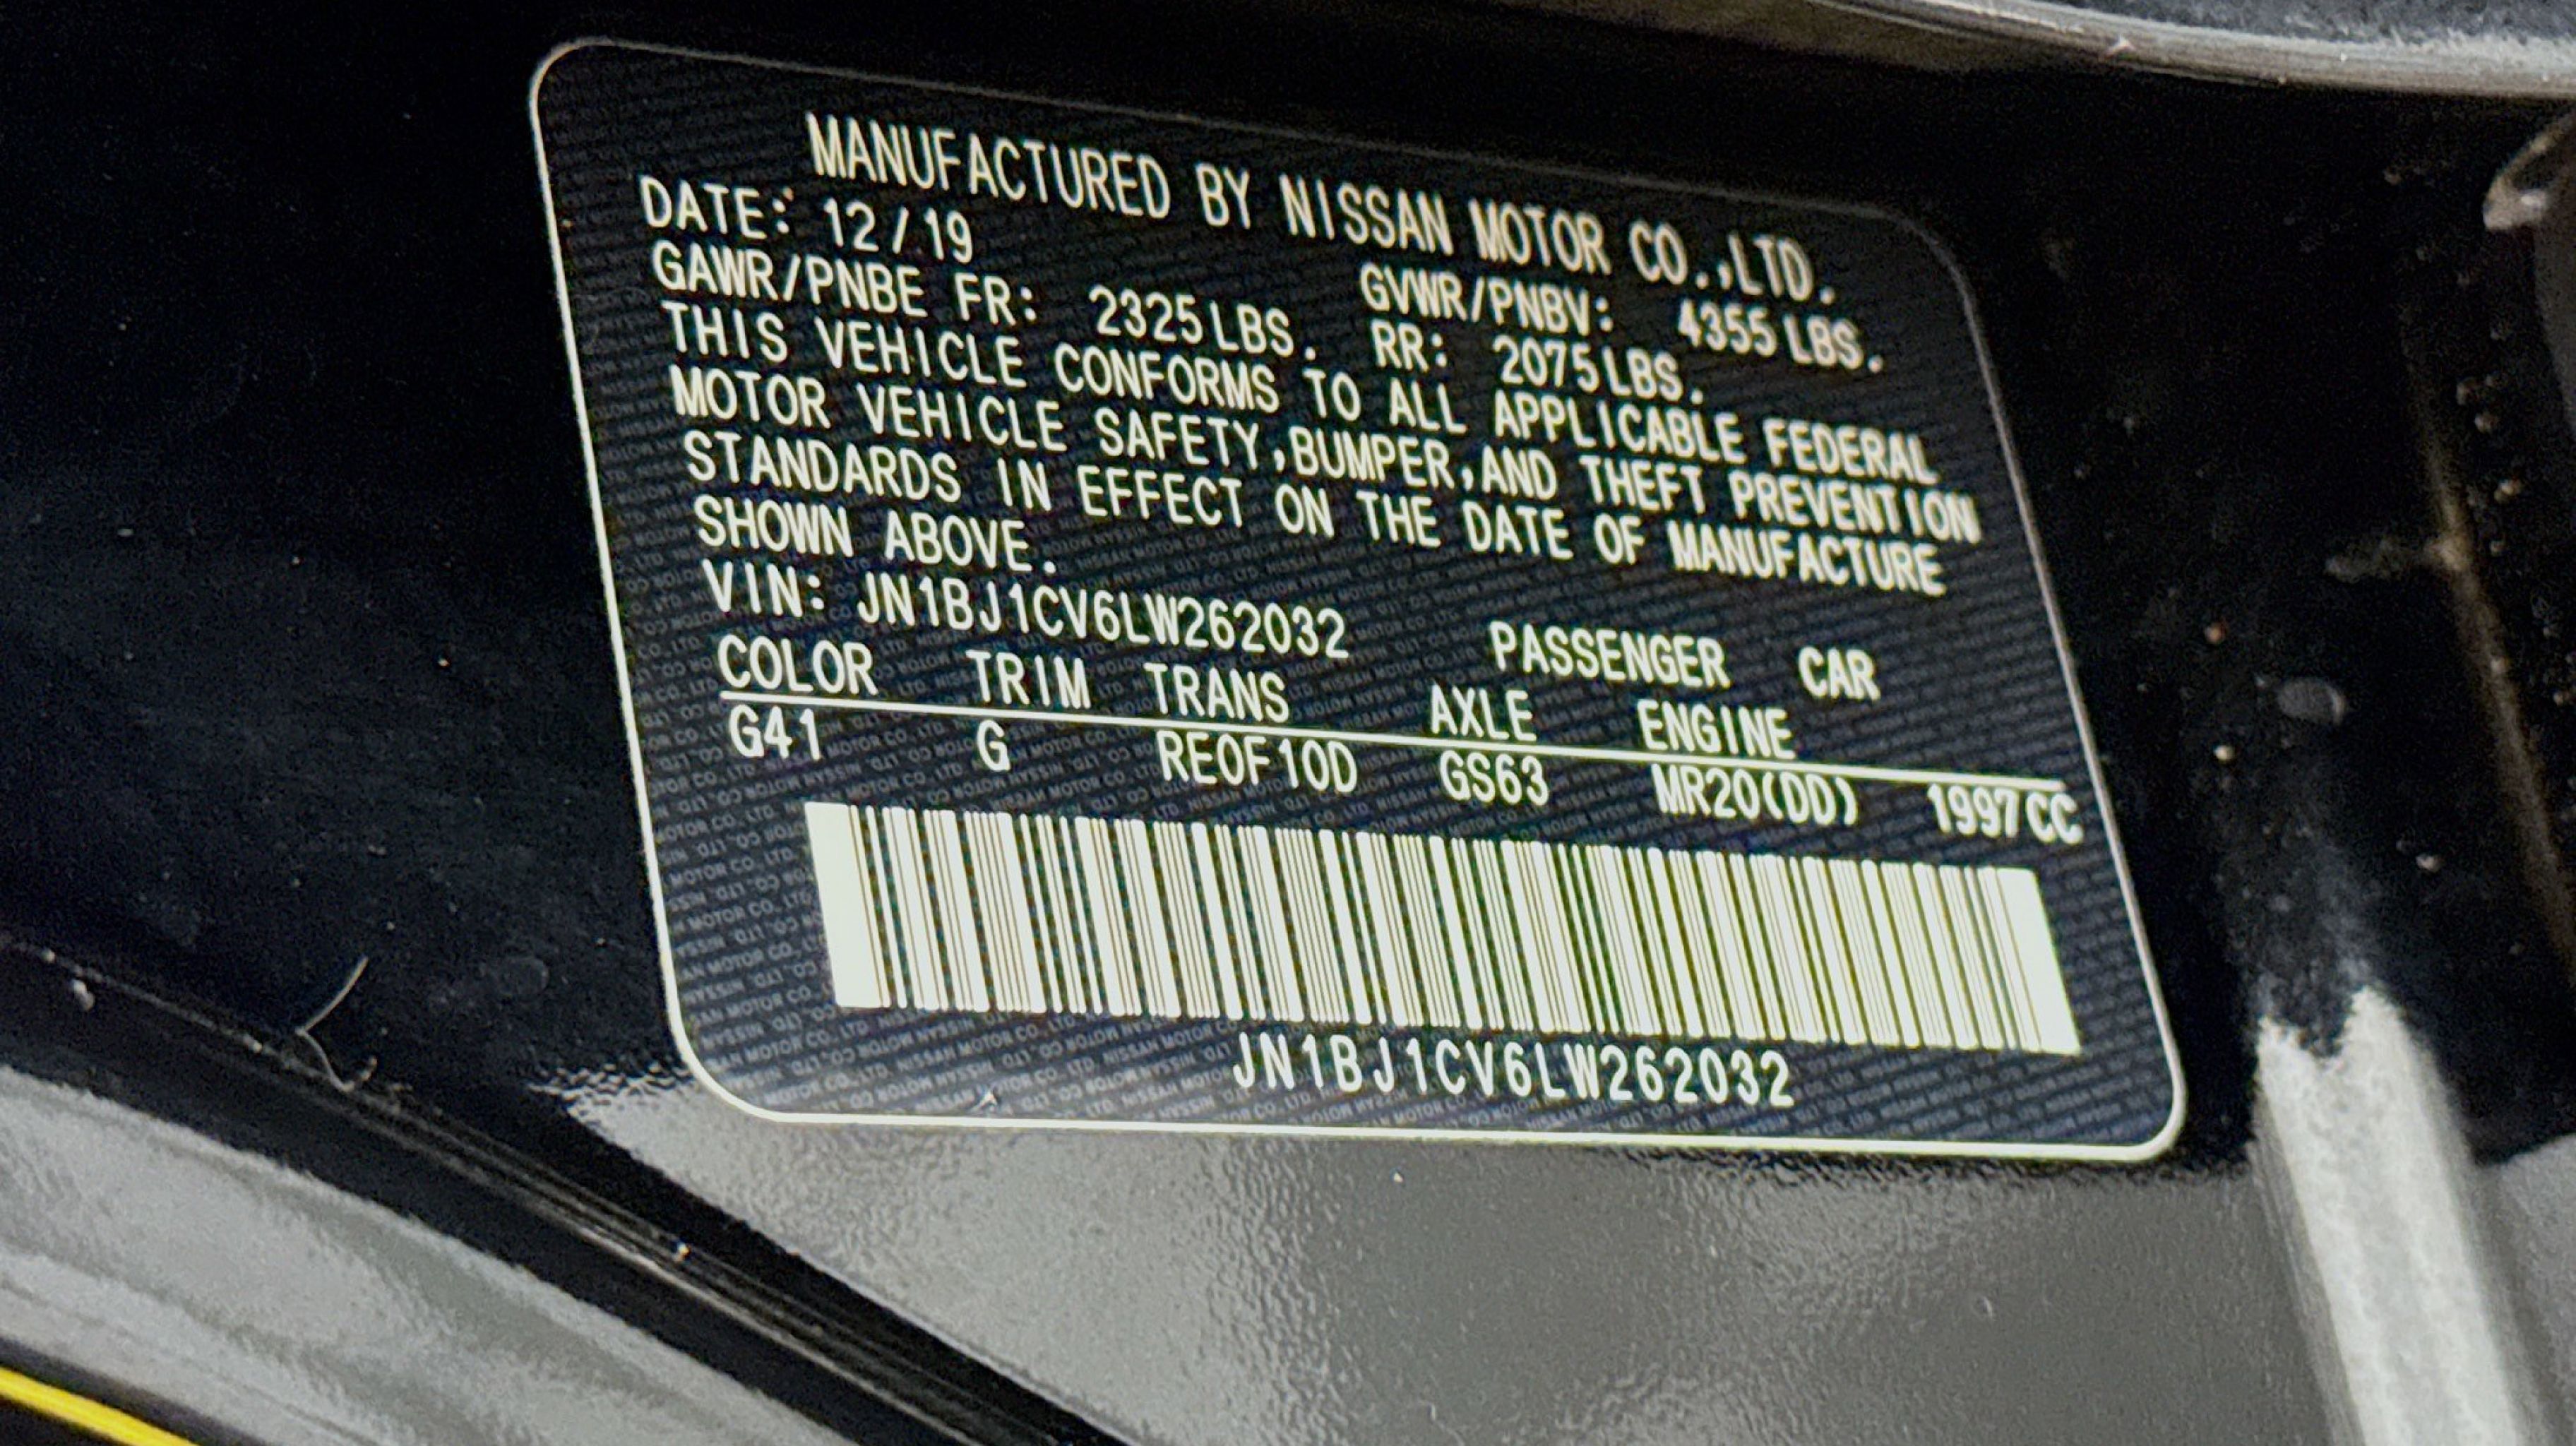 MANUFACTURED BY NISSAN MOTOR CO.,LTD.
DATE: 12/19 GVWR/PNBV: 4355 LBS.
GAWR/PNBE FR: 2325 LBS. RR: 2075 LBS.
THIS VEHICLE CONFORMS TO ALL APPLICABLE FEDERAL
MOTOR VEHICLE SAFETY,BUMPER,AND THEFT PREVENTION
STANDARDS IN EFFECT ON THE DATE OF MANUFACTURE
SHOWN ABOVE.
VIN: JN1BJ1CV6LW262032 PASSENGER CAR
COLOR TRIM TRANS AXLE ENGINE
G41 G RE0F10D GS63 MR20(DD) 1997CC
JN1BJ1CV6LW262032